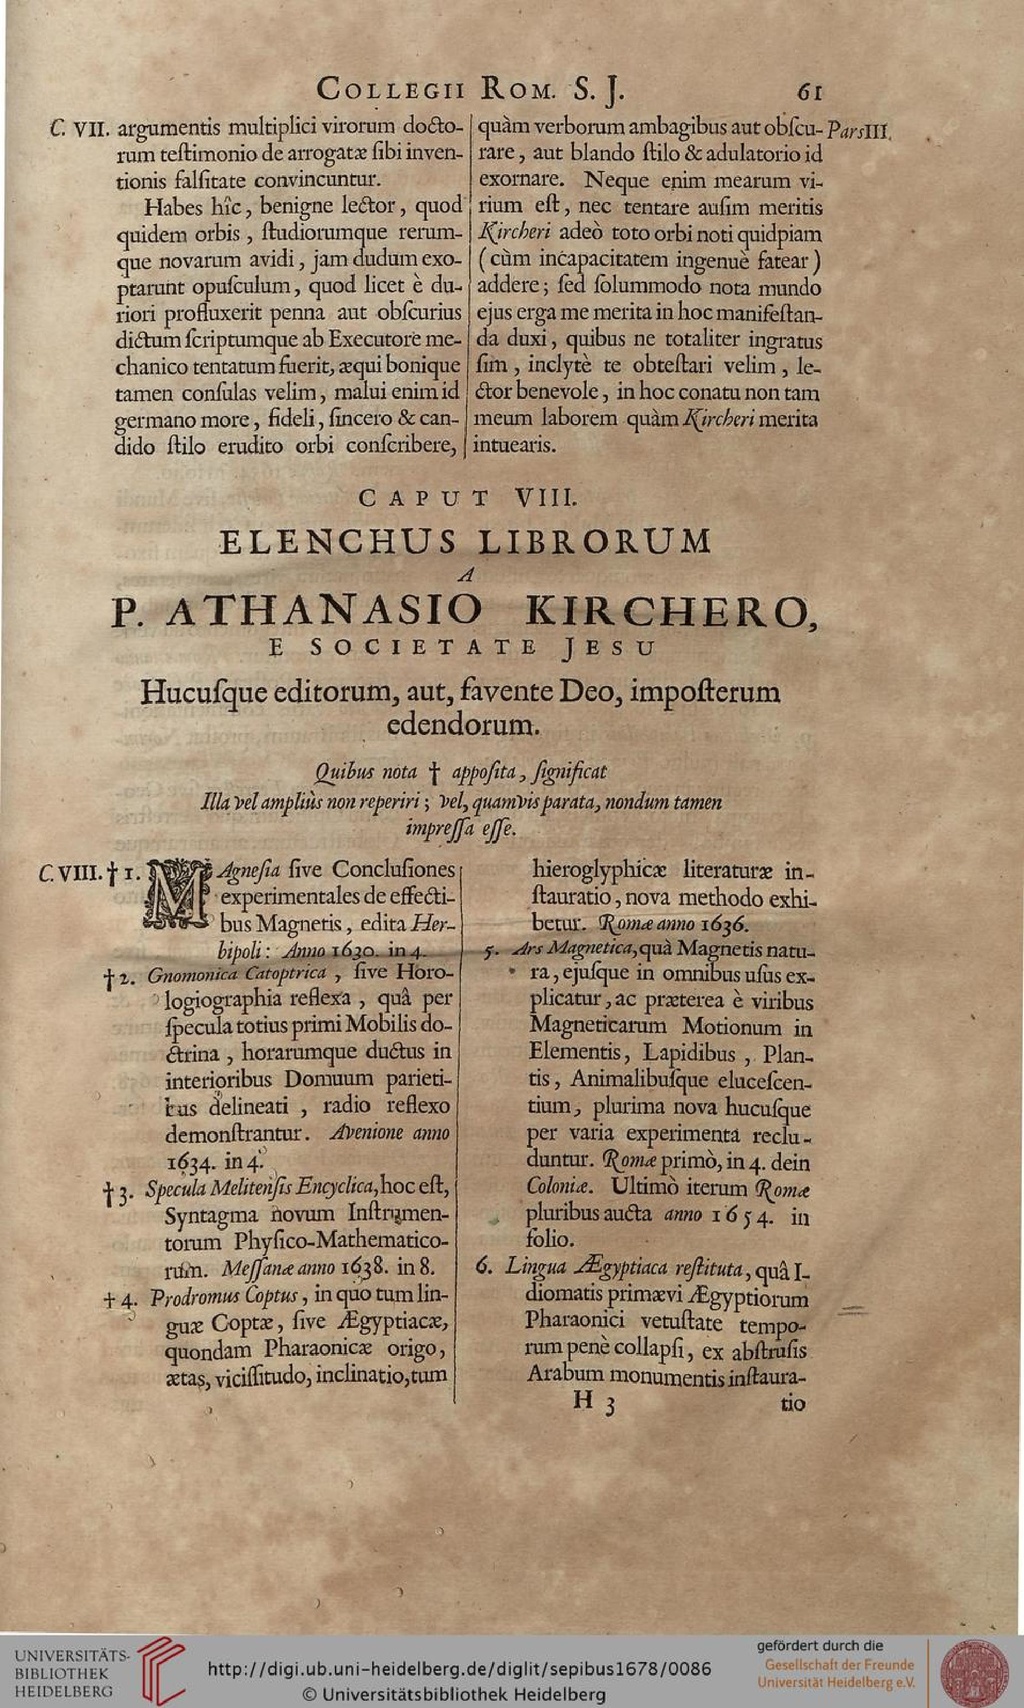 COLLEGII ROM. S. J. 61
C. VII. argumentis multiplici virorum docto-
rum teſtimonio de arrogatæ ſibi inven-
tionis falſitate convincuntur.
Habes hîc, benigne lector, quod
quidem orbis, ſtudiorumque rerum-
que novarum avidi, jam dudum exo-
ptarunt opuſculum, quod licet è du-
riori profluxerit penna aut obſcurius
dictum ſcriptumque ab Executore me-
chanico tentatum fuerit, æqui bonique
tamen conſulas velim, malui enim id
germano more, fideli, ſincero & can-
dido ſtilo erudito orbi conſcribere,
quàm verborum ambagibus aut obſcu- Pars III.
rare, aut blando ſtilo & adulatorio id
exornare. Neque enim mearum vi-
rium eſt, nec tentare auſim meritis
Kircheri adeò toto orbi noti quidpiam
(cùm incapacitatem ingenuè fatear)
addere; ſed ſolummodo nota mundo
ejus erga me merita in hoc manifeſtan-
da duxi, quibus ne totaliter ingratus
ſim, inclytè te obteſtari velim, le-
ctor benevole, in hoc conatu non tam
meum laborem quàm Kircheri merita
intuearis.
CAPUT VIII.
ELENCHUS LIBRORUM
A
P. ATHANASIO KIRCHERO,
E SOCIETATE JESU
Hucuſque editorum, aut, favente Deo, impoſterum
edendorum.
Quibus nota † appoſita, ſignificat
Illa vel ampliùs non reperiri; vel, quamvis parata, nondum tamen
impreſſa eſſe.
C. VIII. † 1. MAgneſia ſive Concluſiones
experimentales de effecti-
bus Magnetis, edita Her-
bipoli: Anno 1630. in 4.
† 2. Gnomonica Catoptrica, ſive Horo-
logiographia reflexa, quâ per
ſpecula totius primi Mobilis do-
ctrina, horarumque ductus in
interioribus Domuum parieti-
bus delineati, radio reflexo
demonſtrantur. Avenione anno
1634. in 4.
† 3. Specula Melitenſis Encyclica, hoc eſt,
Syntagma novum Inſtrumen-
torum Phyſico-Mathematico-
rum. Meſſanæ anno 1638. in 8.
† 4. Prodromus Coptus, in quo tum lin-
guæ Coptæ, ſive Ægyptiacæ,
quondam Pharaonicæ origo,
ætas, viciſſitudo, inclinatio, tum
hieroglyphicæ literaturæ in-
ſtauratio, nova methodo exhi-
betur. Romæ anno 1636.
5. Ars Magnetica, quà Magnetis natu-
ra, ejuſque in omnibus uſus ex-
plicatur, ac præterea è viribus
Magneticarum Motionum in
Elementis, Lapidibus, Plan-
tis, Animalibuſque eluceſcen-
tium, plurima nova hucuſque
per varia experimenta reclu-
duntur. Romæ primò, in 4. dein
Coloniæ. Ultimò iterum Romæ
pluribus aucta anno 1654. in
folio.
6. Lingua Ægyptiaca reſtituta, quâ I-
diomatis primævi Ægyptiorum
Pharaonici vetuſtate tempo-
rum penè collapſi, ex abſtruſis
Arabum monumentis inſtaura-
H 3 tio
UNIVERSITÄTS-
BIBLIOTHEK
HEIDELBERG
http://digi.ub.uni-heidelberg.de/diglit/sepibus1678/0086
© Universitätsbibliothek Heidelberg
gefördert durch die
Gesellschaft der Freunde
Universität Heidelberg e.V.